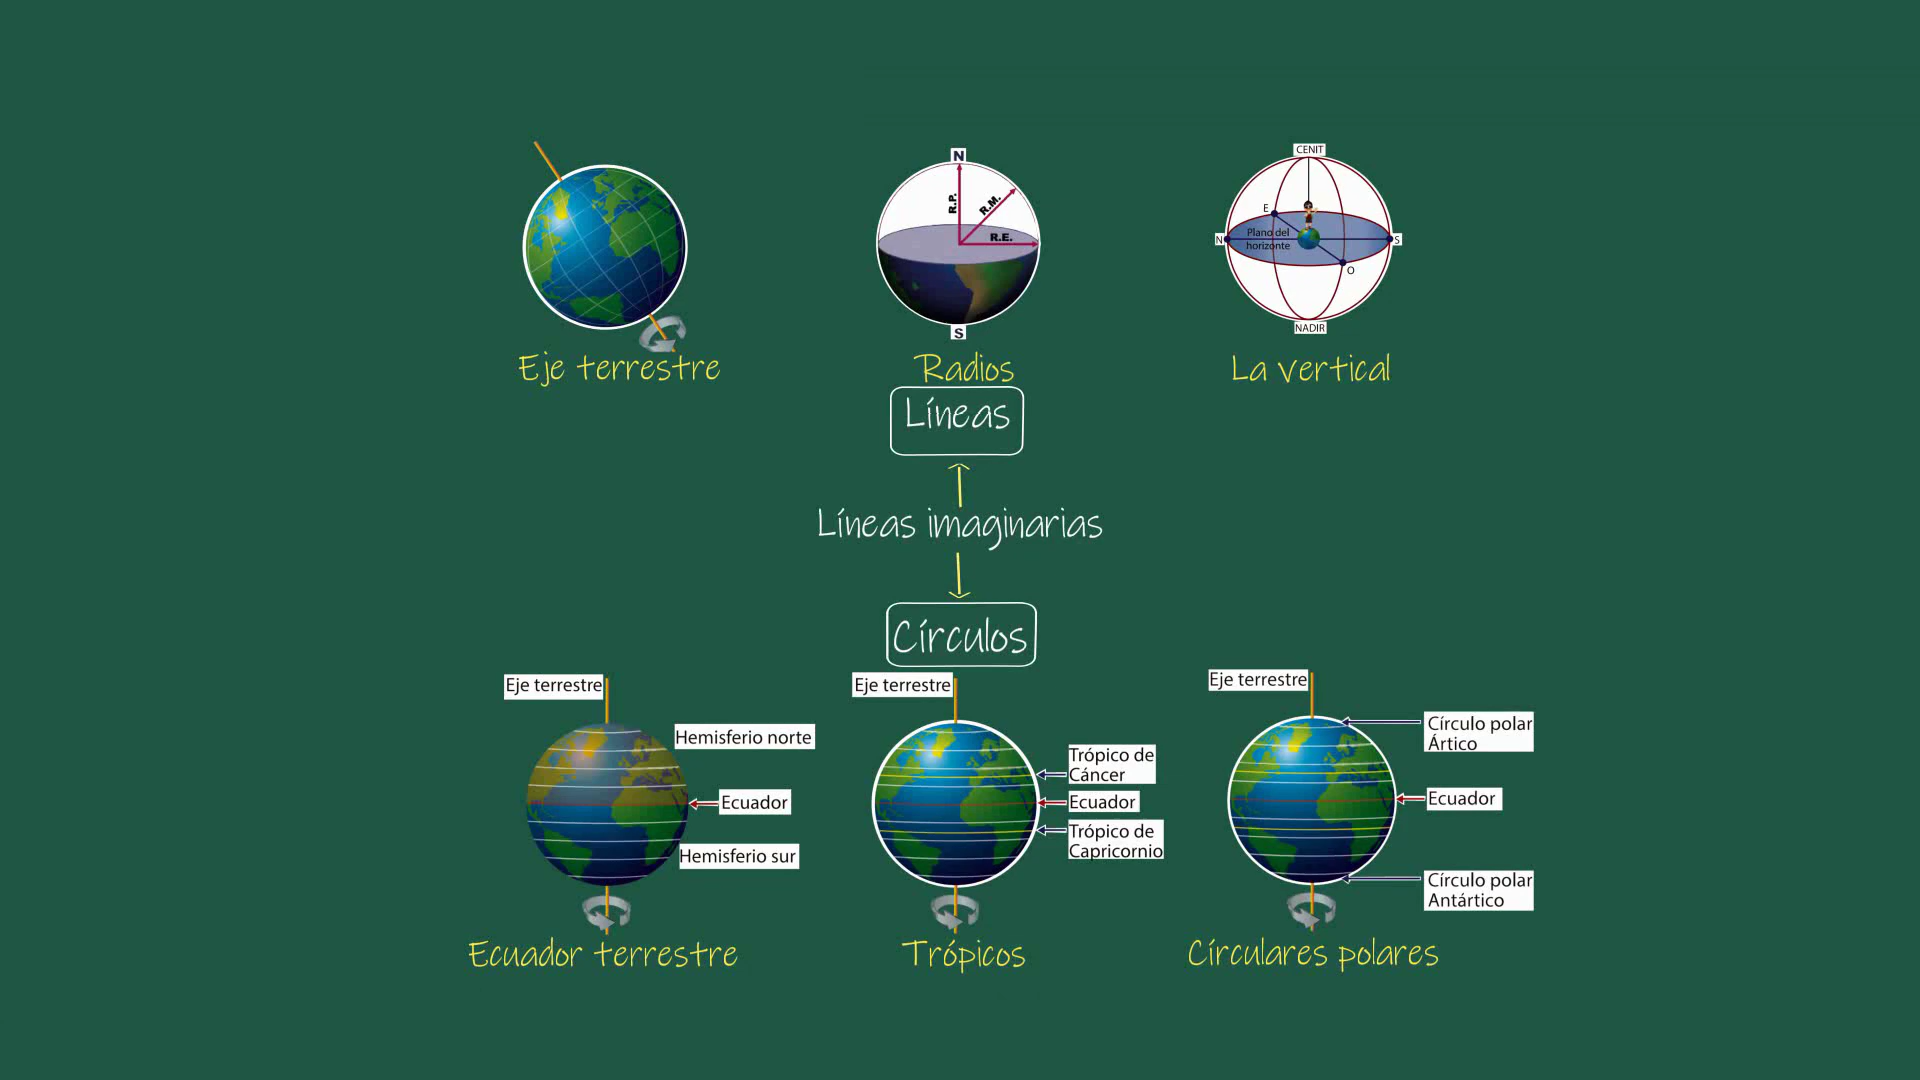 N
R.P.
R.M.
R.E.
S
CENIT
E
N
Plano del
horizonte
S
O
NADIR
Eje terrestre
Radios
La vertical
Líneas
Líneas imaginarias
Círculos
Eje terrestre
Hemisferio norte
Ecuador
Hemisferio sur
Eje terrestre
Trópico de
Cáncer
Ecuador
Trópico de
Capricornio
Eje terrestre
Círculo polar
Ártico
Ecuador
Círculo polar
Antártico
Ecuador terrestre
Trópicos
Círculares polares